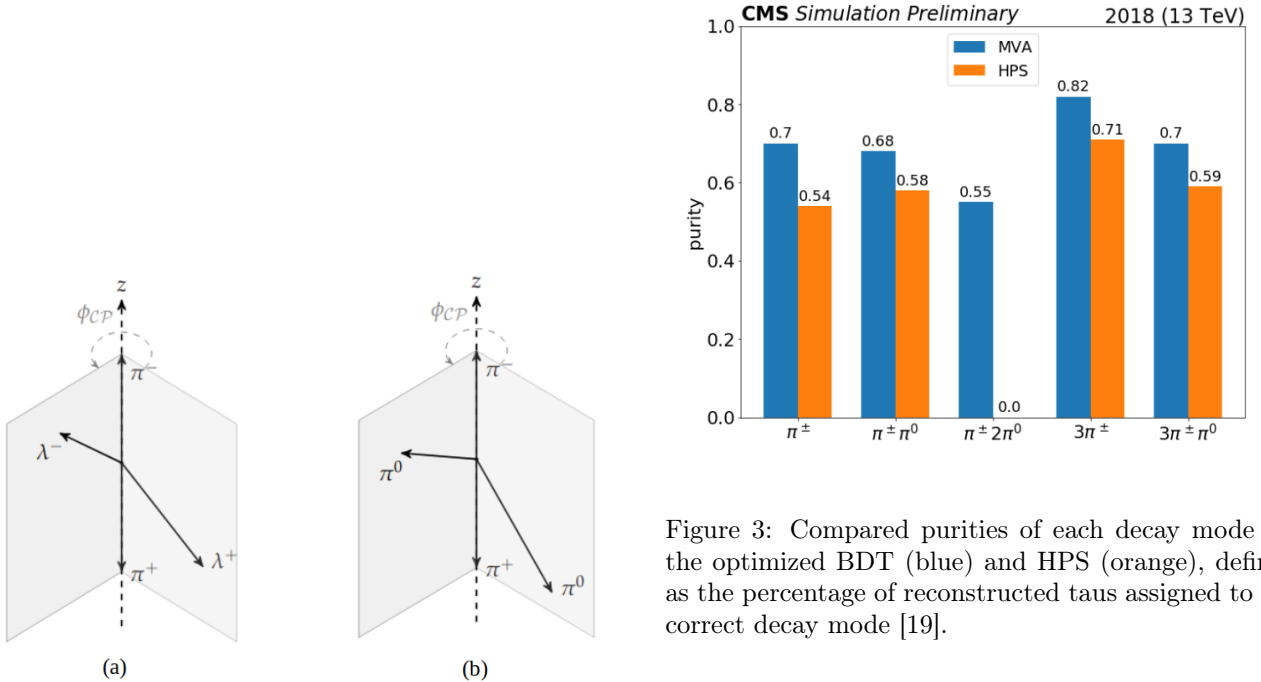 z
ϕ𝒞𝒫
π⁻
λ⁻
λ⁺
π⁺
(a)
z
ϕ𝒞𝒫
π⁻
π⁰
π⁺
π⁰
(b)
CMS Simulation Preliminary 2018 (13 TeV)
MVA
HPS
purity
1.0
0.8
0.6
0.4
0.2
0.0
0.7
0.54
0.68
0.58
0.55
0.0
0.82
0.71
0.7
0.59
π± π±π⁰ π±2π⁰ 3π± 3π±π⁰
Figure 3: Compared purities of each decay mode
the optimized BDT (blue) and HPS (orange), defi
as the percentage of reconstructed taus assigned to
correct decay mode [19].